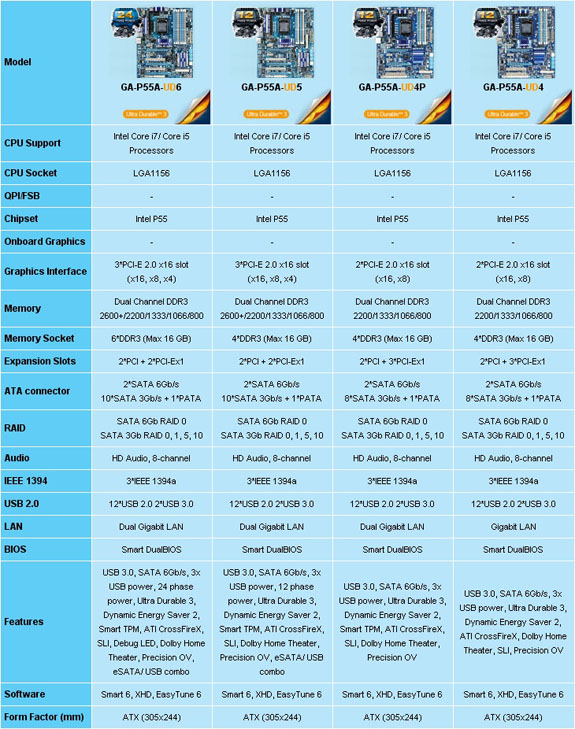 Model
24
GA-P55A-UD6
Ultra Durable™ 3
12
GA-P55A-UD5
Ultra Durable™ 3
12
GA-P55A-UD4P
Ultra Durable™ 3
12
GA-P55A-UD4
Ultra Durable™ 3
CPU Support
Intel Core i7/ Core i5
Processors
Intel Core i7/ Core i5
Processors
Intel Core i7/ Core i5
Processors
Intel Core i7/ Core i5
Processors
CPU Socket
LGA1156
LGA1156
LGA1156
LGA1156
QPI/FSB
-
-
-
-
Chipset
Intel P55
Intel P55
Intel P55
Intel P55
Onboard Graphics
-
-
-
-
Graphics Interface
3*PCI-E 2.0 x16 slot
(x16, x8, x4)
3*PCI-E 2.0 x16 slot
(x16, x8, x4)
2*PCI-E 2.0 x16 slot
(x16, x8)
2*PCI-E 2.0 x16 slot
(x16, x8)
Memory
Dual Channel DDR3
2600+/2200/1333/1066/800
Dual Channel DDR3
2600+/2200/1333/1066/800
Dual Channel DDR3
2200/1333/1066/800
Dual Channel DDR3
2200/1333/1066/800
Memory Socket
6*DDR3 (Max 16 GB)
4*DDR3 (Max 16 GB)
4*DDR3 (Max 16 GB)
4*DDR3 (Max 16 GB)
Expansion Slots
2*PCI + 2*PCI-Ex1
2*PCI + 2*PCI-Ex1
2*PCI + 3*PCI-Ex1
2*PCI + 3*PCI-Ex1
ATA connector
2*SATA 6Gb/s
10*SATA 3Gb/s + 1*PATA
2*SATA 6Gb/s
10*SATA 3Gb/s + 1*PATA
2*SATA 6Gb/s
8*SATA 3Gb/s + 1*PATA
2*SATA 6Gb/s
8*SATA 3Gb/s + 1*PATA
RAID
SATA 6Gb RAID 0
SATA 3Gb RAID 0, 1, 5, 10
SATA 6Gb RAID 0
SATA 3Gb RAID 0, 1, 5, 10
SATA 6Gb RAID 0
SATA 3Gb RAID 0, 1, 5, 10
SATA 6Gb RAID 0
SATA 3Gb RAID 0, 1, 5, 10
Audio
HD Audio, 8-channel
HD Audio, 8-channel
HD Audio, 8-channel
HD Audio, 8-channel
IEEE 1394
3*IEEE 1394a
3*IEEE 1394a
3*IEEE 1394a
3*IEEE 1394a
USB 2.0
12*USB 2.0 2*USB 3.0
12*USB 2.0 2*USB 3.0
12*USB 2.0 2*USB 3.0
12*USB 2.0 2*USB 3.0
LAN
Dual Gigabit LAN
Dual Gigabit LAN
Dual Gigabit LAN
Gigabit LAN
BIOS
Smart DualBIOS
Smart DualBIOS
Smart DualBIOS
Smart DualBIOS
Features
USB 3.0, SATA 6Gb/s, 3x
USB power, 24 phase
power, Ultra Durable 3,
Dynamic Energy Saver 2,
Smart TPM, ATI CrossFireX,
SLI, Debug LED, Dolby Home
Theater, Precision OV,
eSATA/ USB combo
USB 3.0, SATA 6Gb/s, 3x
USB power, 12 phase
power, Ultra Durable 3,
Dynamic Energy Saver 2,
Smart TPM, ATI CrossFireX,
SLI, Dolby Home Theater,
Precision OV, eSATA/ USB
combo
USB 3.0, SATA 6Gb/s, 3x
USB power, Ultra Durable 3,
Dynamic Energy Saver 2,
Smart TPM, ATI CrossFireX,
SLI, Dolby Home Theater,
Precision OV
USB 3.0, SATA 6Gb/s, 3x
USB power, Ultra Durable 3,
ATI CrossFireX, Dolby Home
Theater, SLI, Precision OV
Software
Smart 6, XHD, EasyTune 6
Smart 6, XHD, EasyTune 6
Smart 6, XHD, EasyTune 6
Smart 6, XHD, EasyTune 6
Form Factor (mm)
ATX (305x244)
ATX (305x244)
ATX (305x244)
ATX (305x244)